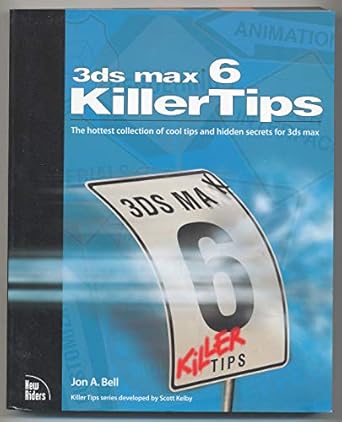 ANIMATION
3ds max 6
KillerTips
The hottest collection of cool tips and hidden secrets for 3ds max
3DS MAX
6
KILLER
TIPS
Jon A. Bell
Killer Tips series developed by Scott Kelby
New
Riders